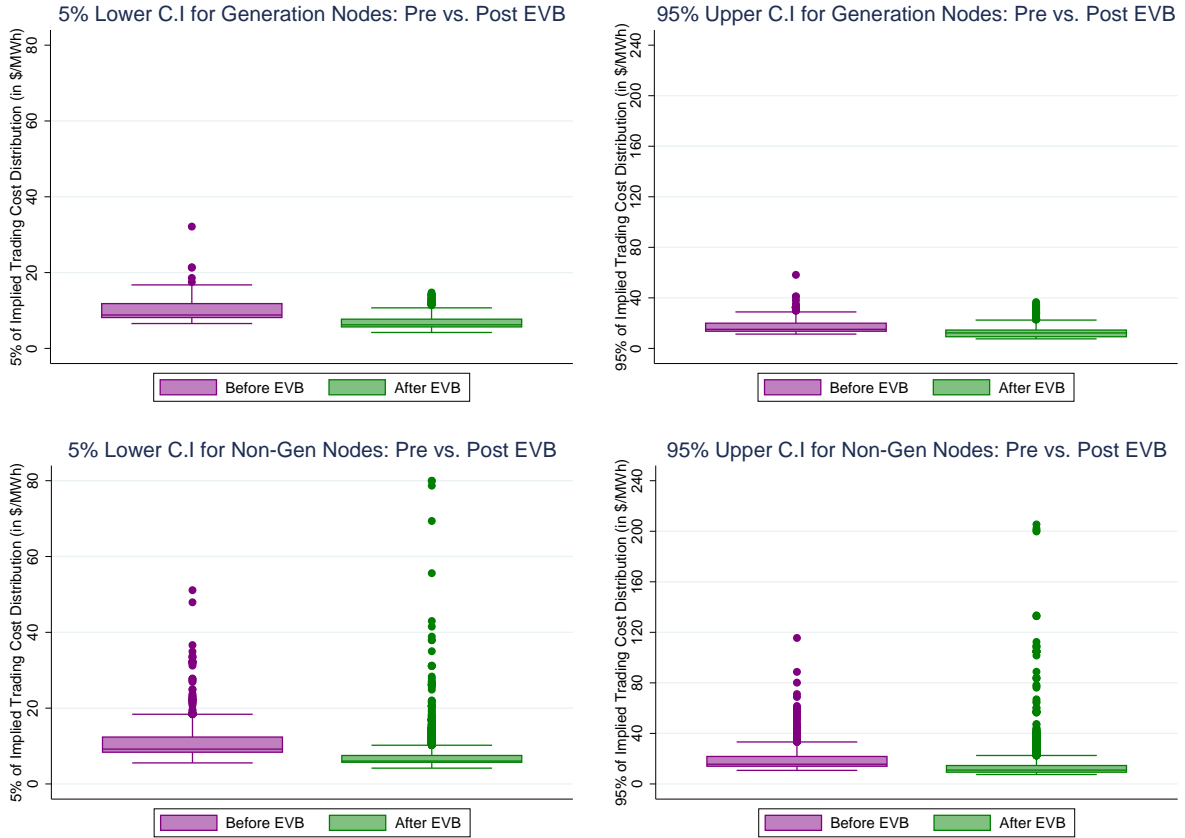 5% Lower C.I for Generation Nodes: Pre vs. Post EVB
5% of Implied Trading Cost Distribution (in $/MWh)
80
60
40
20
0
Before EVB
After EVB
95% Upper C.I for Generation Nodes: Pre vs. Post EVB
95% of Implied Trading Cost Distribution (in $/MWh)
240
200
160
120
80
40
0
Before EVB
After EVB
5% Lower C.I for Non-Gen Nodes: Pre vs. Post EVB
5% of Implied Trading Cost Distribution (in $/MWh)
80
60
40
20
0
Before EVB
After EVB
95% Upper C.I for Non-Gen Nodes: Pre vs. Post EVB
95% of Implied Trading Cost Distribution (in $/MWh)
240
200
160
120
80
40
0
Before EVB
After EVB